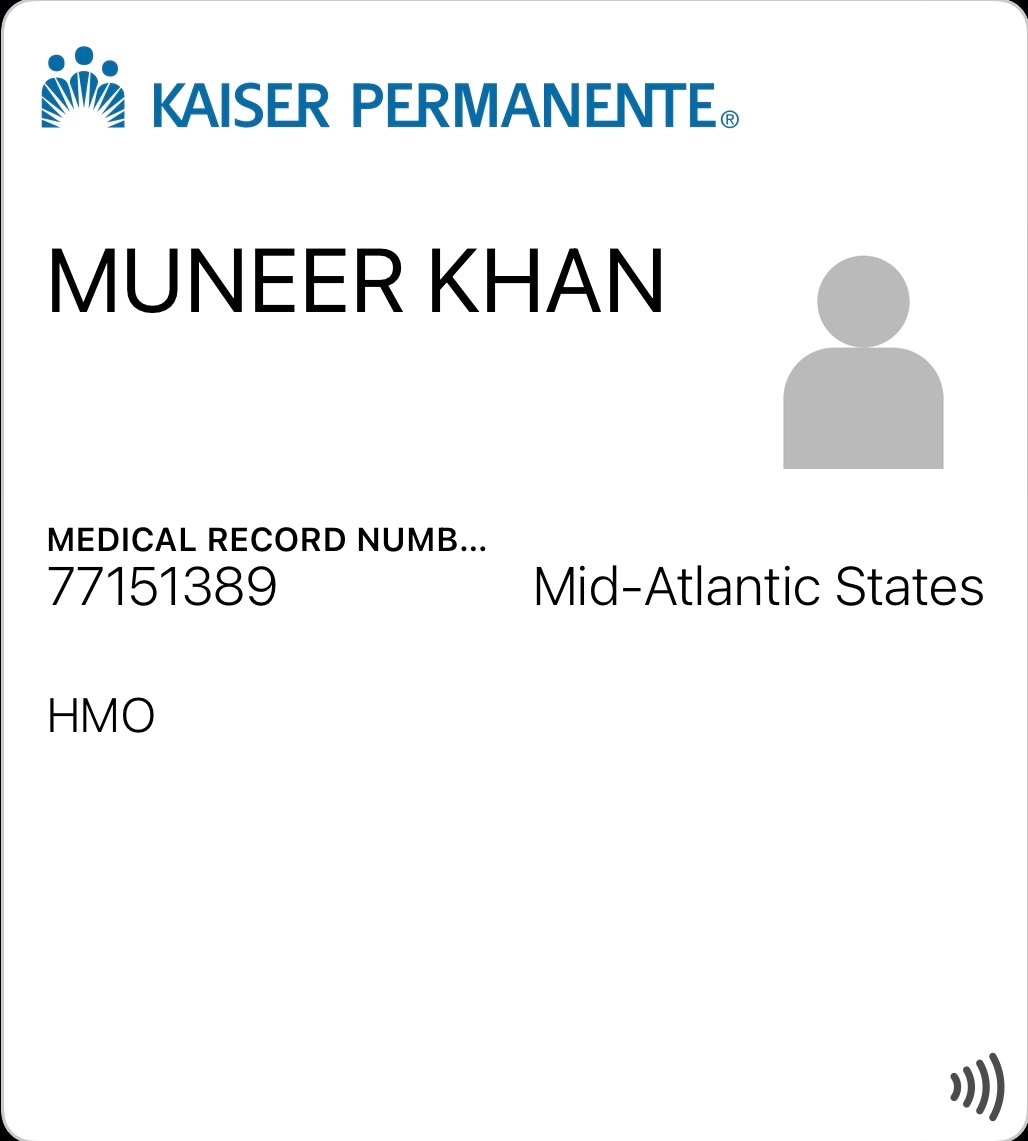 KAISER PERMANENTE®
MUNEER KHAN
MEDICAL RECORD NUMB...
77151389 Mid-Atlantic States
HMO